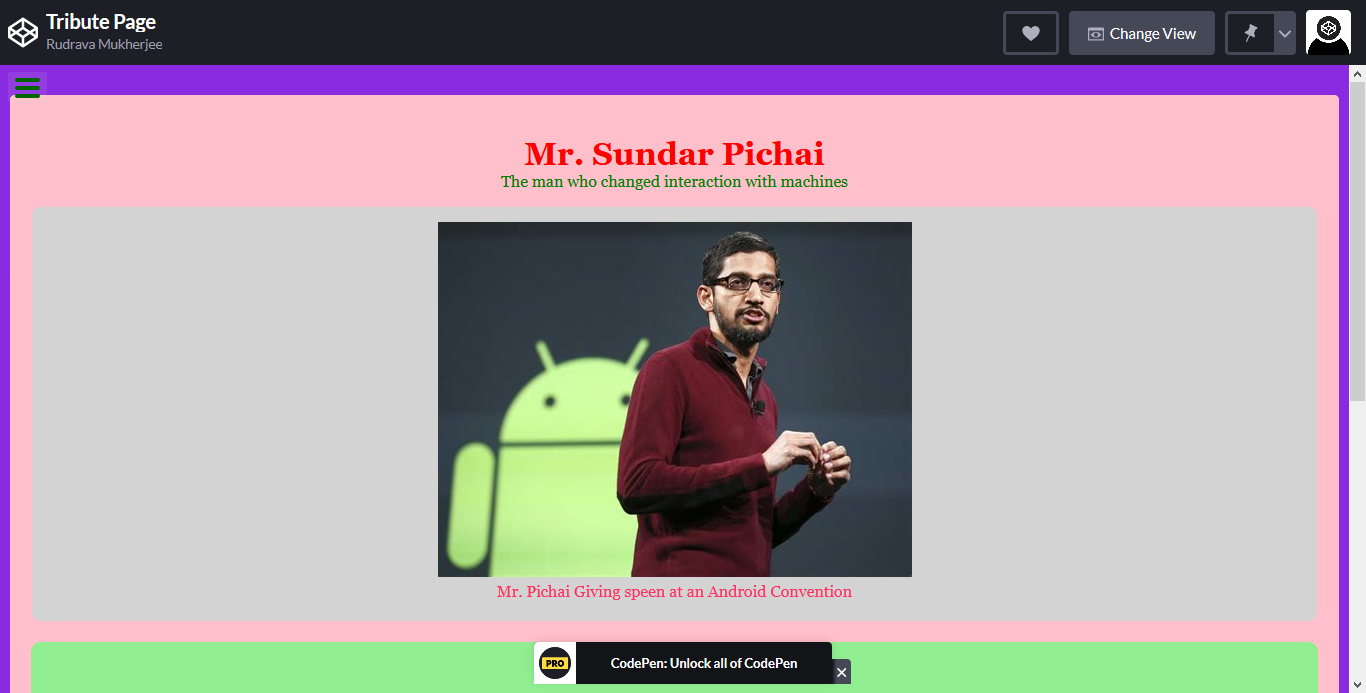 Tribute Page
Rudrava Mukherjee
Change View
Mr. Sundar Pichai
The man who changed interaction with machines
Mr. Pichai Giving speen at an Android Convention
PRO
CodePen: Unlock all of CodePen